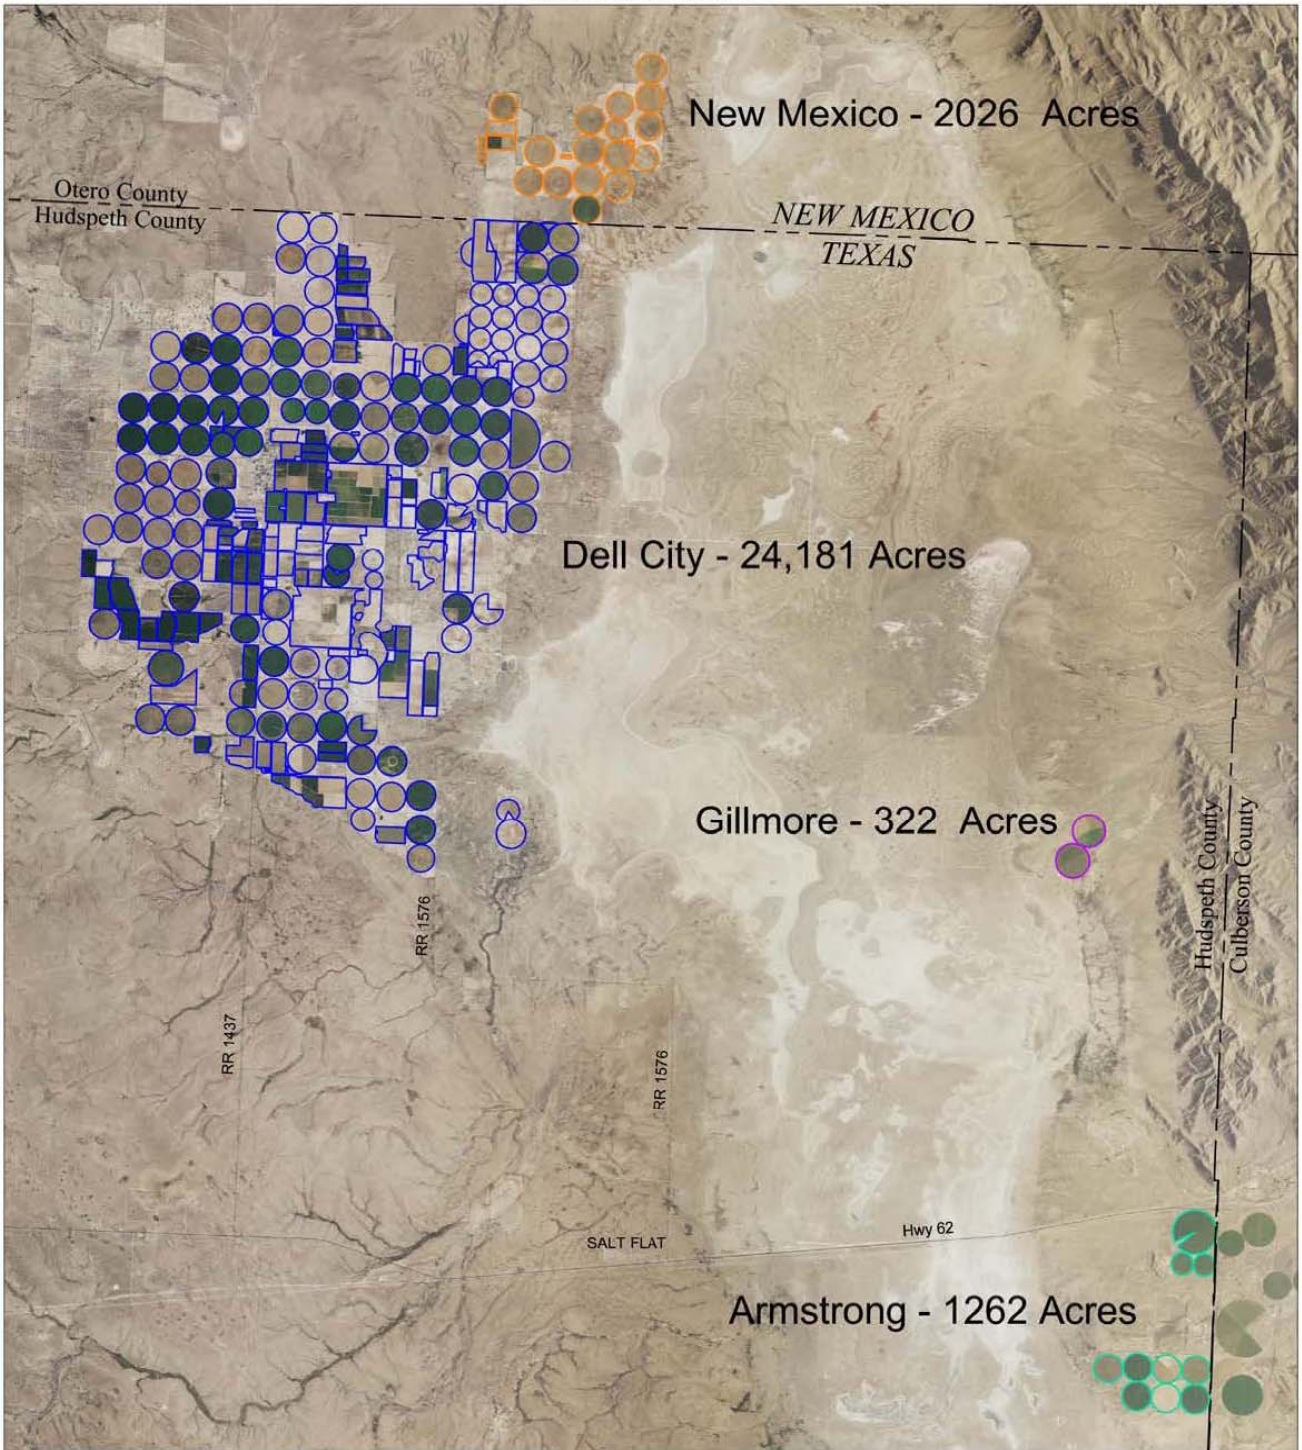 New Mexico - 2026 Acres
Otero County
Hudspeth County
NEW MEXICO
TEXAS
Dell City - 24,181 Acres
Gillmore - 322 Acres
Hudspeth County
Culberson County
RR 1576
RR 1437
RR 1576
Hwy 62
SALT FLAT
Armstrong - 1262 Acres